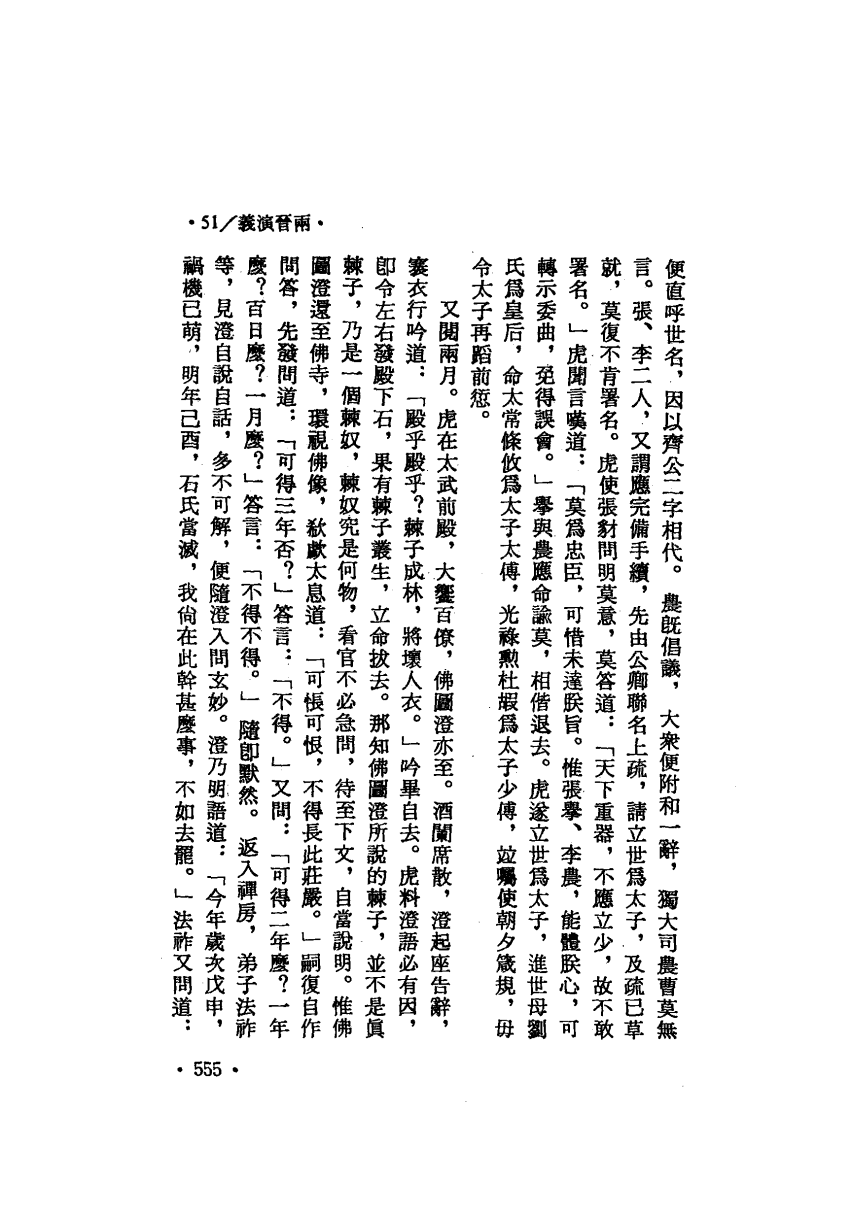 ·51/義演晉兩·
便直呼世名，因以齊公二字相代。農既倡議，大衆便附和一辭，獨大司農曹莫無
言。張、李二人，又謂應完備手續，先由公卿聯名上疏，請立世爲太子，及疏已草
就，莫復不肯署名。虎使張豺問明莫意，莫答道：「天下重器，不應立少，故不敢
署名。」虎聞言嘆道：「莫爲忠臣，可惜未達朕旨。惟張擧、李農，能體朕心，可
轉示委曲，免得誤會。」擧與農應命諭莫，相偕退去。虎遂立世爲太子，進世母劉
氏爲皇后，命太常條攸爲太子太傅，光祿勲杜嘏爲太子少傅，竝囑使朝夕箴規，毋
令太子再蹈前愆。
又閱兩月。虎在太武前殿，大饗百僚，佛圖澄亦至。酒闌席散，澄起座告辭，
褰衣行吟道：「殿乎殿乎？棘子成林，將壞人衣。」吟畢自去。虎料澄語必有因，
卽令左右發殿下石，果有棘子叢生，立命拔去。那知佛圖澄所說的棘子，並不是眞
棘子，乃是一個棘奴，棘奴究是何物，看官不必急問，待至下文，自當說明。惟佛
圖澄還至佛寺，環視佛像，欷歔太息道：「可悵可恨，不得長此莊嚴。」嗣復自作
問答，先發問道：「可得三年否？」答言：「不得。」又問：「可得二年麼？一年
麼？百日麼？一月麼？」答言：「不得不得。」隨卽默然。返入禪房，弟子法祚
等，見澄自說自話，多不可解，便隨澄入問玄妙。澄乃明語道：「今年歲次戊申，
禍機已萌，明年己酉，石氏當滅，我尙在此幹甚麼事，不如去罷。」法祚又問道：
·555·